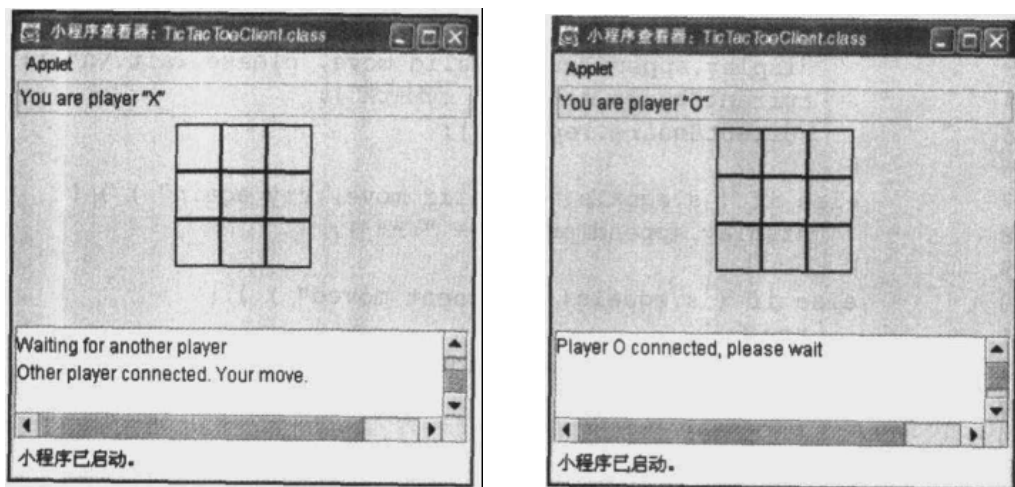 小程序查看器: TicTacToeClient.class
Applet
You are player "X"
Waiting for another player
Other player connected. Your move.
小程序已启动。
小程序查看器: TicTacToeClient.class
Applet
You are player "O"
Player O connected, please wait
小程序已启动。